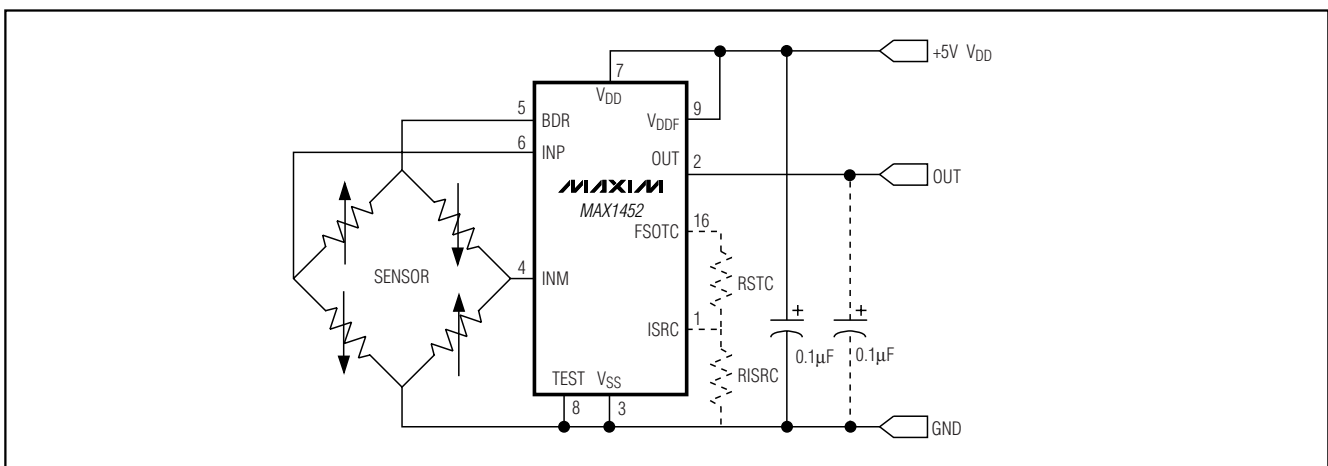 +5V VDD
7
VDD
5
BDR
9
VDDF
6
INP
OUT
2
OUT
MAXIM
MAX1452
16
FSOTC
SENSOR
4
INM
RSTC
1
ISRC
+
0.1μF
+
0.1μF
RISRC
TEST VSS
8
3
GND